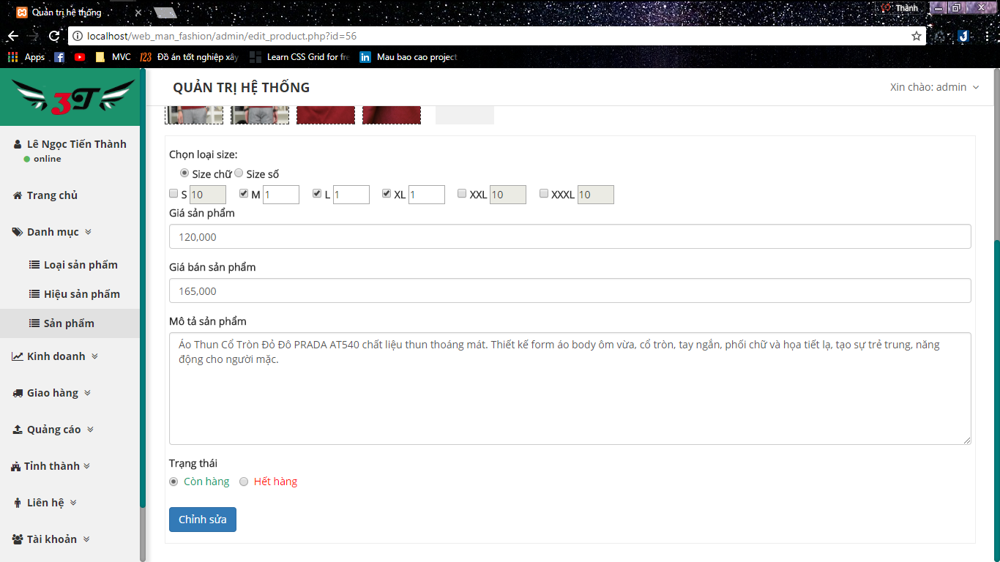 Quản trị hệ thống
Thành
localhost/web_man_fashion/admin/edit_product.php?id=56
Apps
MVC
123 Đồ án tốt nghiệp xây
Learn CSS Grid for fre
in Mau bao cao project
3T
QUẢN TRỊ HỆ THỐNG
Xin chào: admin
Lê Ngọc Tiến Thành
online
Trang chủ
Danh mục
Loại sản phẩm
Hiệu sản phẩm
Sản phẩm
Kinh doanh
Giao hàng
Quảng cáo
Tỉnh thành
Liên hệ
Tài khoản
Chọn loại size:
Size chữ Size số
S 10 M 1 L 1 XL 1 XXL 10 XXXL 10
Giá sản phẩm
120,000
Giá bán sản phẩm
165,000
Mô tả sản phẩm
Áo Thun Cổ Tròn Đỏ Đô PRADA AT540 chất liệu thun thoáng mát. Thiết kế form áo body ôm vừa, cổ tròn, tay ngắn, phối chữ và họa tiết lạ, tạo sự trẻ trung, năng
động cho người mặc.
Trạng thái
Còn hàng Hết hàng
Chỉnh sửa